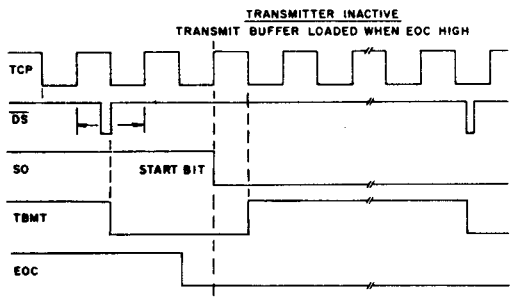 TRANSMITTER INACTIVE
TRANSMIT BUFFER LOADED WHEN EOC HIGH
TCP
DS
SO
START BIT
TBMT
EOC